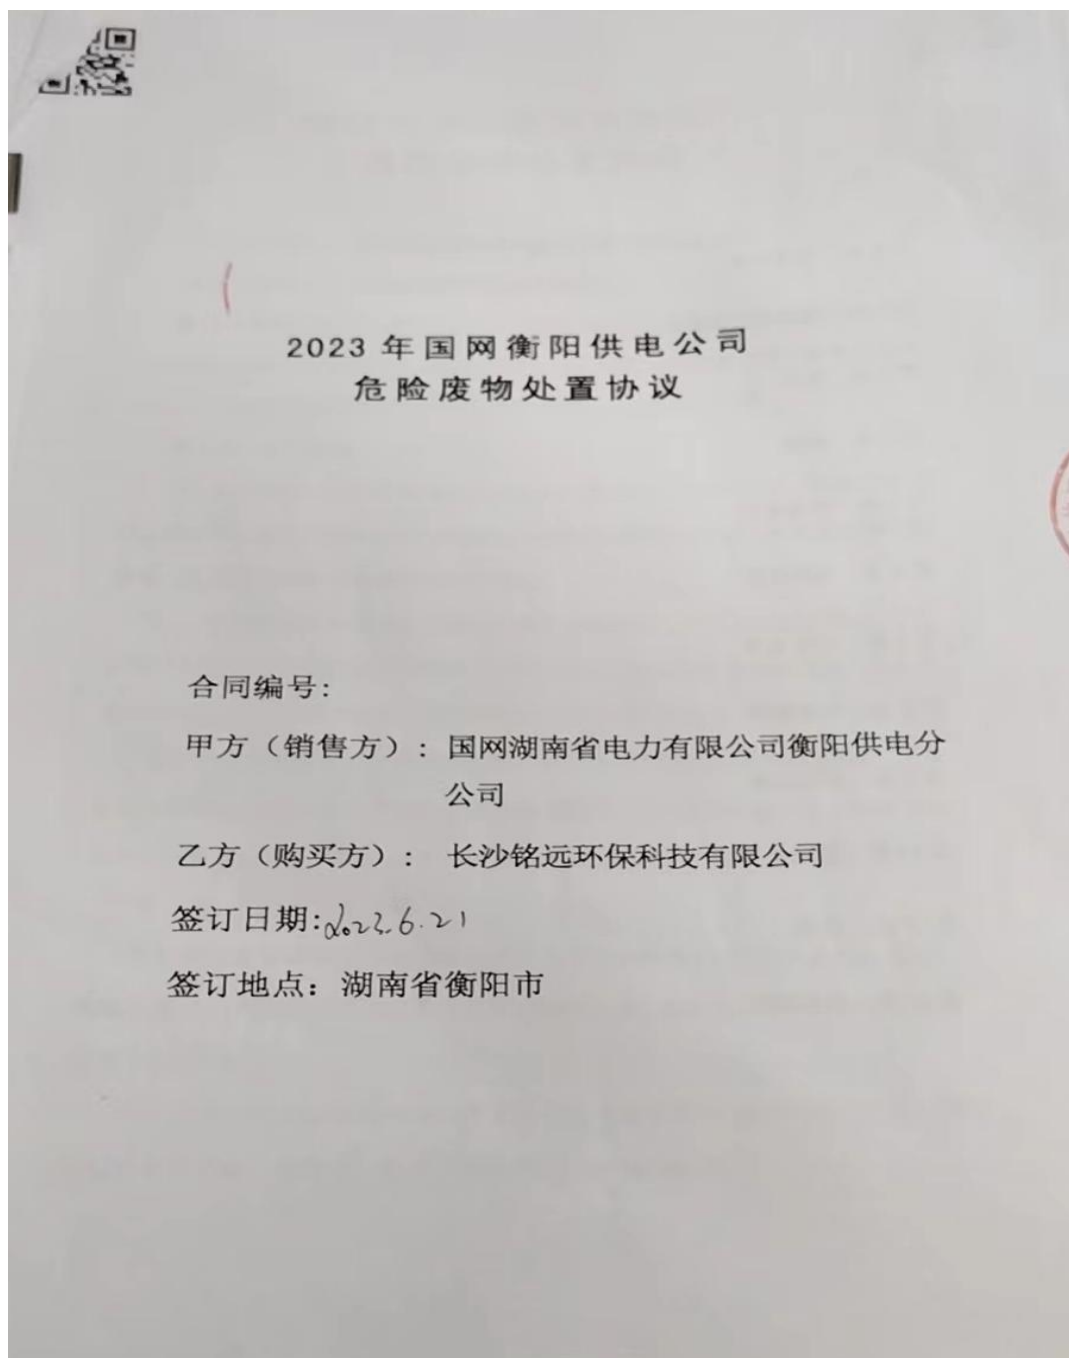 2023年国网衡阳供电公司
危险废物处置协议
合同编号:
甲方（销售方）: 国网湖南省电力有限公司衡阳供电分
公司
乙方（购买方）: 长沙铭远环保科技有限公司
签订日期:2023.6.21
签订地点：湖南省衡阳市